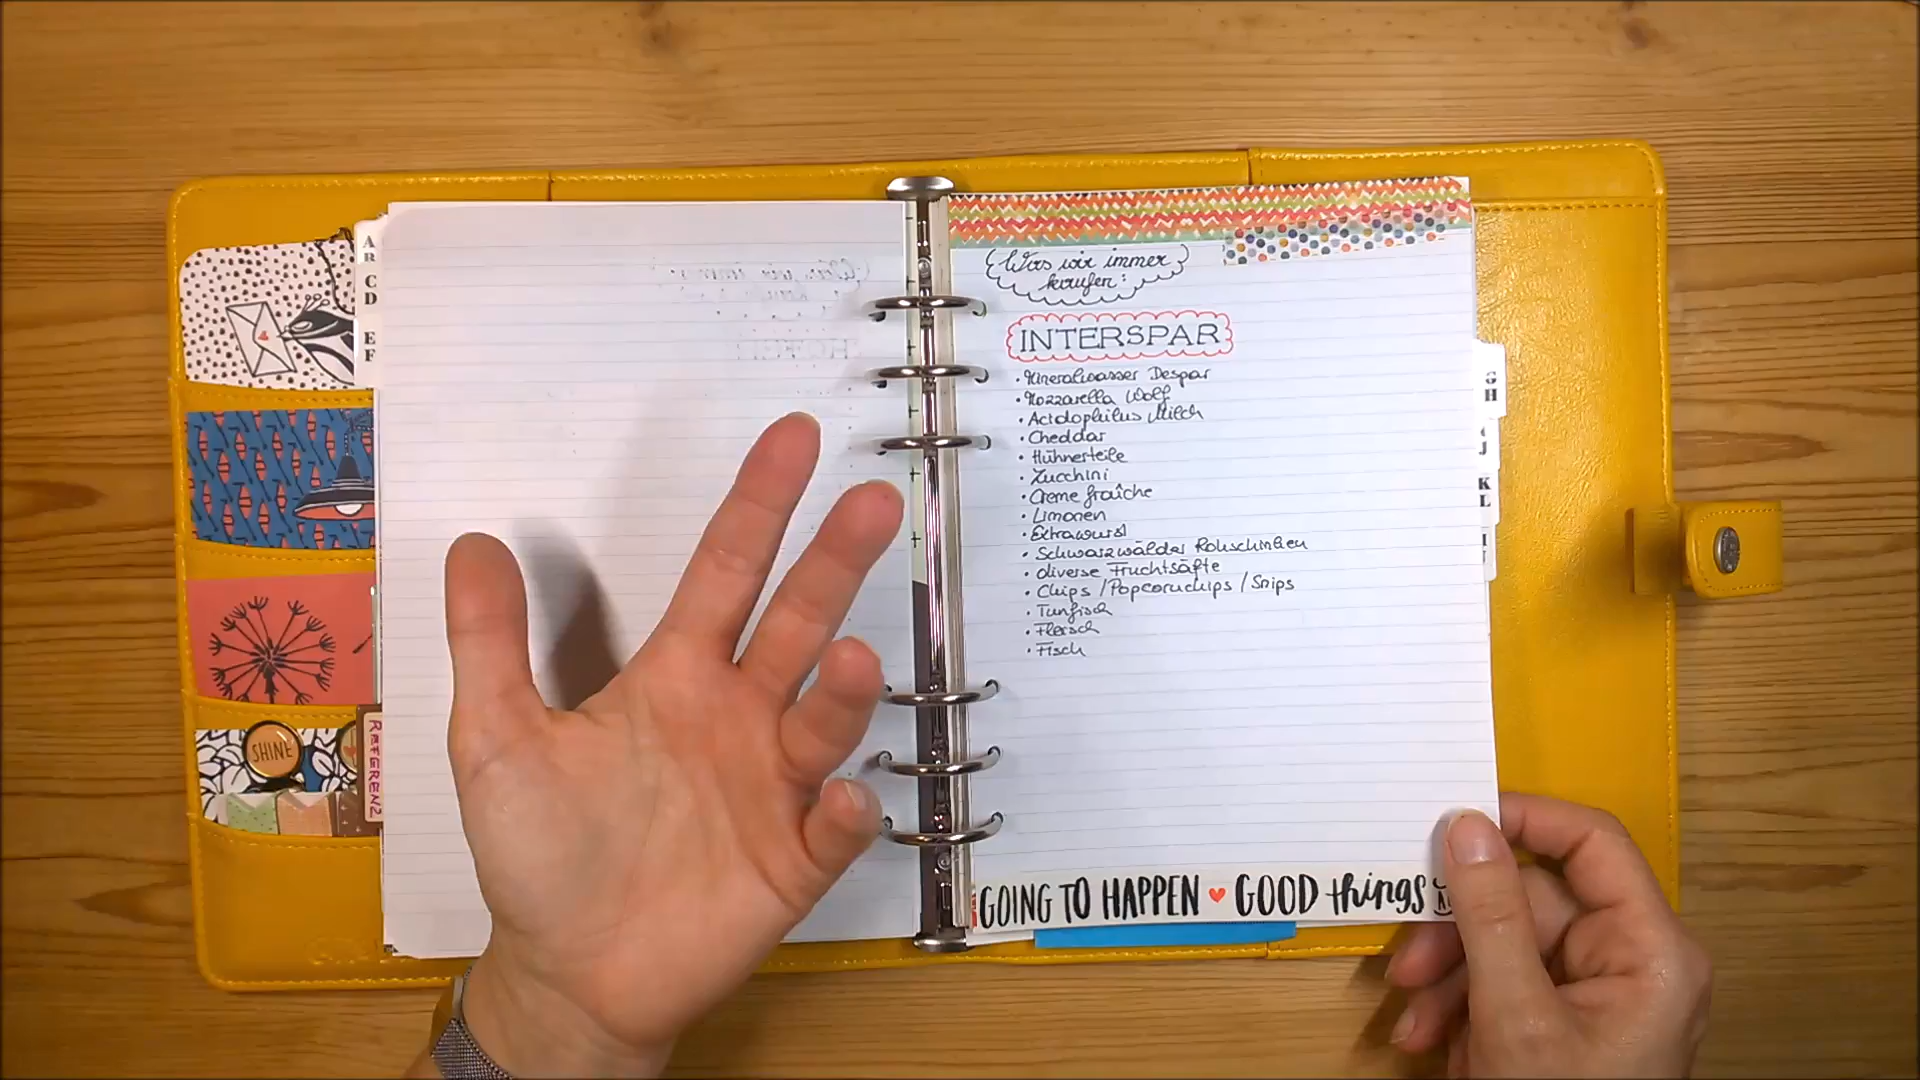 A
B
C
D
E
F
SHINE
REFERENZ
Was wir immer
kaufen:
INTERSPAR
• Mineralwasser Despar
• Mozzarella Wolf
• Acidophilus Milch
• Cheddar
• Hühnerteile
• Zucchini
• Creme fraîche
• Limonen
• Extrawurst
• Schwarzwälder Rohschinken
• diverse Fruchtsäfte
• Chips / Popcornchips / Snips
• Tunfisch
• Fleisch
• Fisch
GOING TO HAPPEN ♥ GOOD things
H
J
K
L